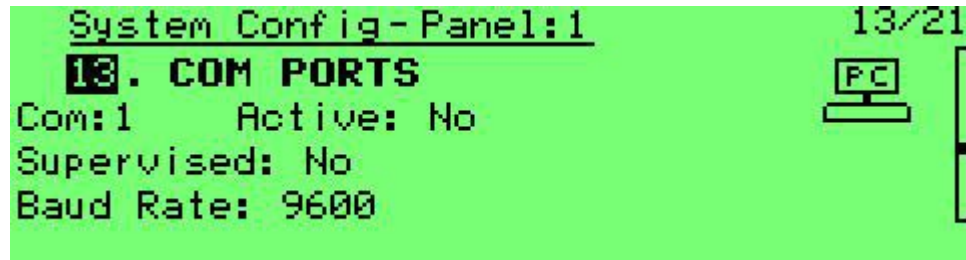 System Config-Panel:1 13/21
13. COM PORTS
PC
Com:1 Active: No
Supervised: No
Baud Rate: 9600